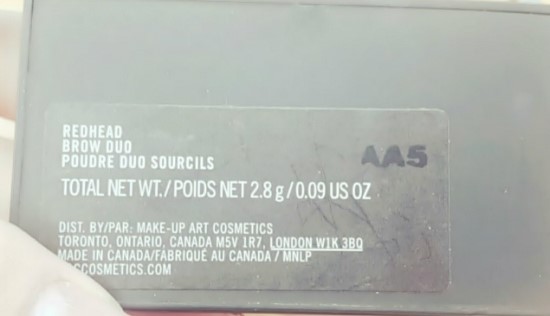 REDHEAD
BROW DUO
POUDRE DUO SOURCILS
AA5
TOTAL NET WT./POIDS NET 2.8 g/0.09 US OZ
DIST. BY/PAR: MAKE-UP ART COSMETICS
TORONTO, ONTARIO, CANADA M5V 1R7, LONDON W1K 3BQ
MADE IN CANADA/FABRIQUÉ AU CANADA / MNLP
COSMETICS.COM